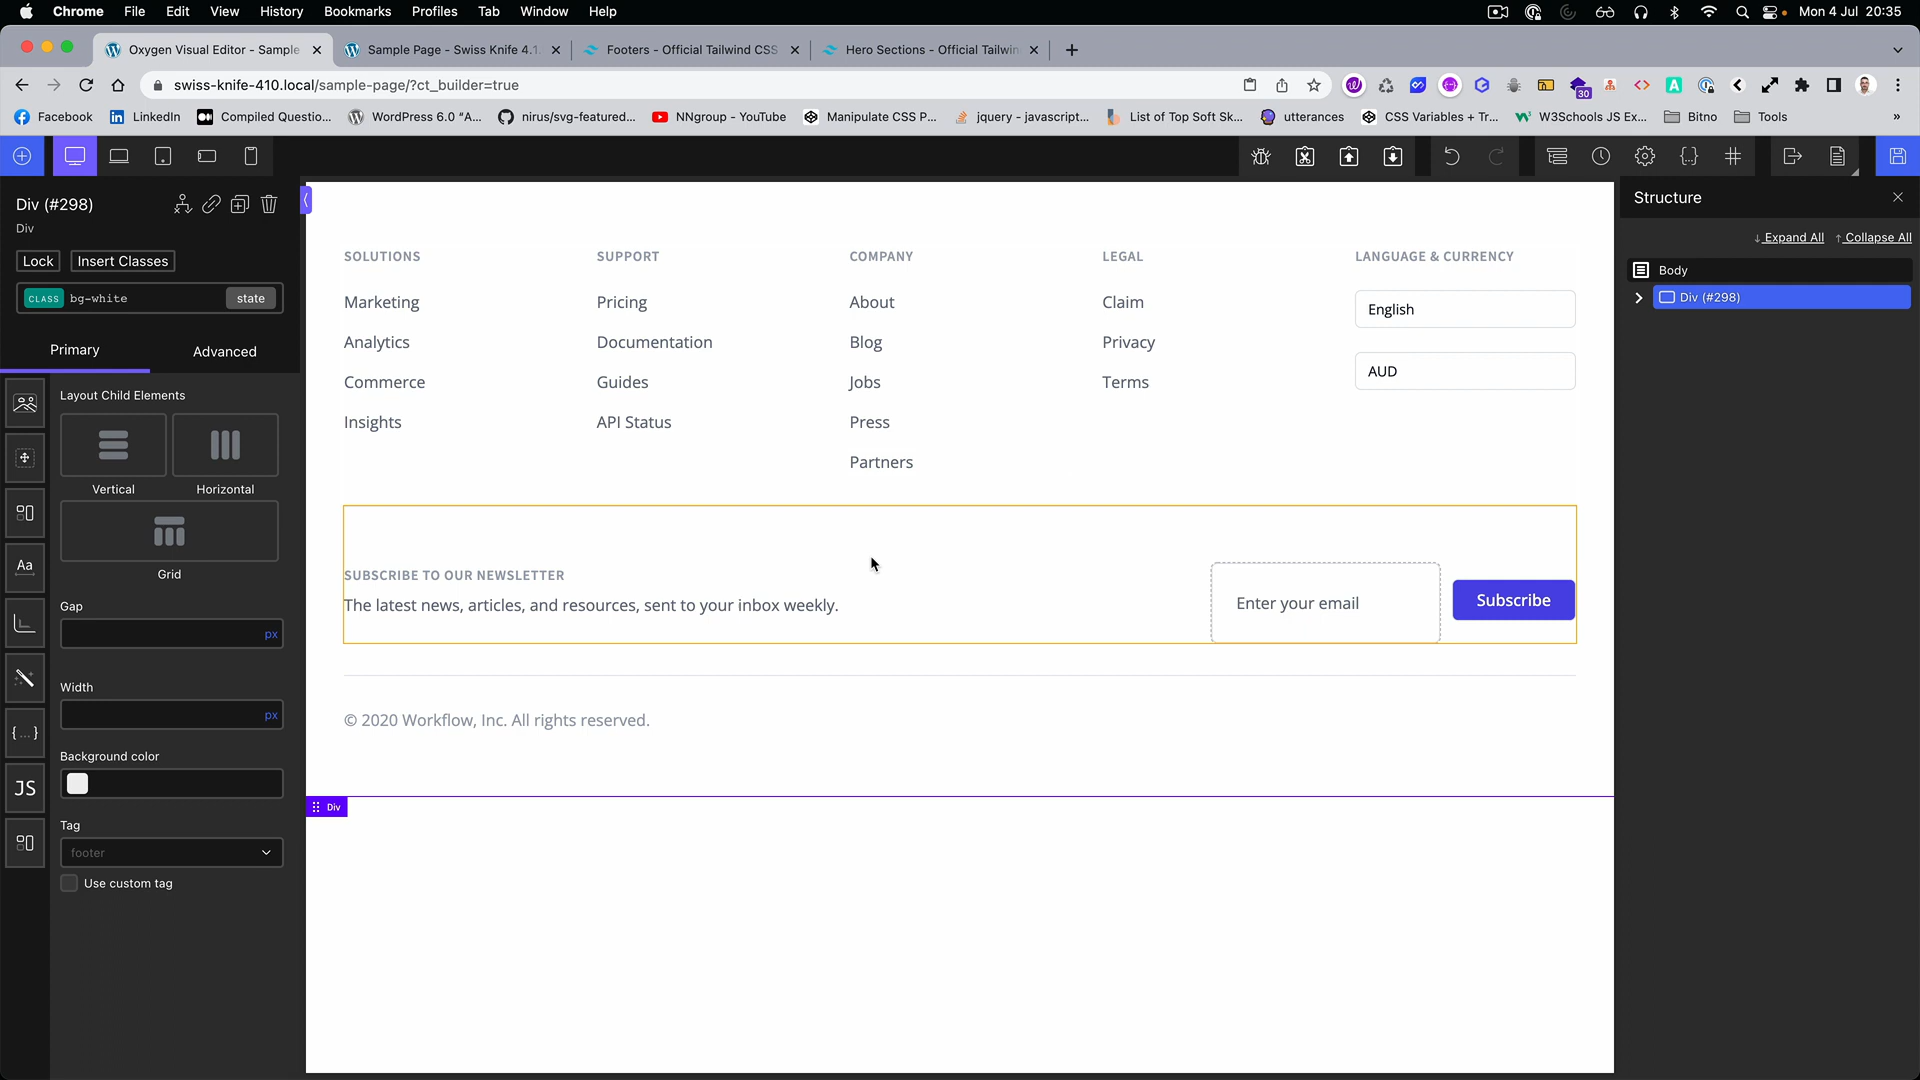 Chrome File Edit View History Bookmarks Profiles Tab Window Help Mon 4 Jul 20:35
Oxygen Visual Editor - Sample
Sample Page - Swiss Knife 4.1.
Footers - Official Tailwind CSS
Hero Sections - Official Tailwin
swiss-knife-410.local/sample-page/?ct_builder=true
30
Facebook LinkedIn Compiled Questio... WordPress 6.0 “A... nirus/svg-featured... NNgroup - YouTube Manipulate CSS P... jquery - javascript... List of Top Soft Sk... utterances CSS Variables + Tr... W3Schools JS Ex... Bitno Tools »
Div (#298)
Div
Lock Insert Classes
CLASS bg-white state
Primary Advanced
Layout Child Elements
Vertical Horizontal
Grid
Gap
px
Width
px
Background color
Tag
footer
Use custom tag
Aa
{...}
JS
SOLUTIONS
Marketing
Analytics
Commerce
Insights
SUPPORT
Pricing
Documentation
Guides
API Status
COMPANY
About
Blog
Jobs
Press
Partners
LEGAL
Claim
Privacy
Terms
LANGUAGE & CURRENCY
English
AUD
SUBSCRIBE TO OUR NEWSLETTER
The latest news, articles, and resources, sent to your inbox weekly.
Enter your email
Subscribe
© 2020 Workflow, Inc. All rights reserved.
Div
Structure
↓ Expand All ↑ Collapse All
Body
Div (#298)